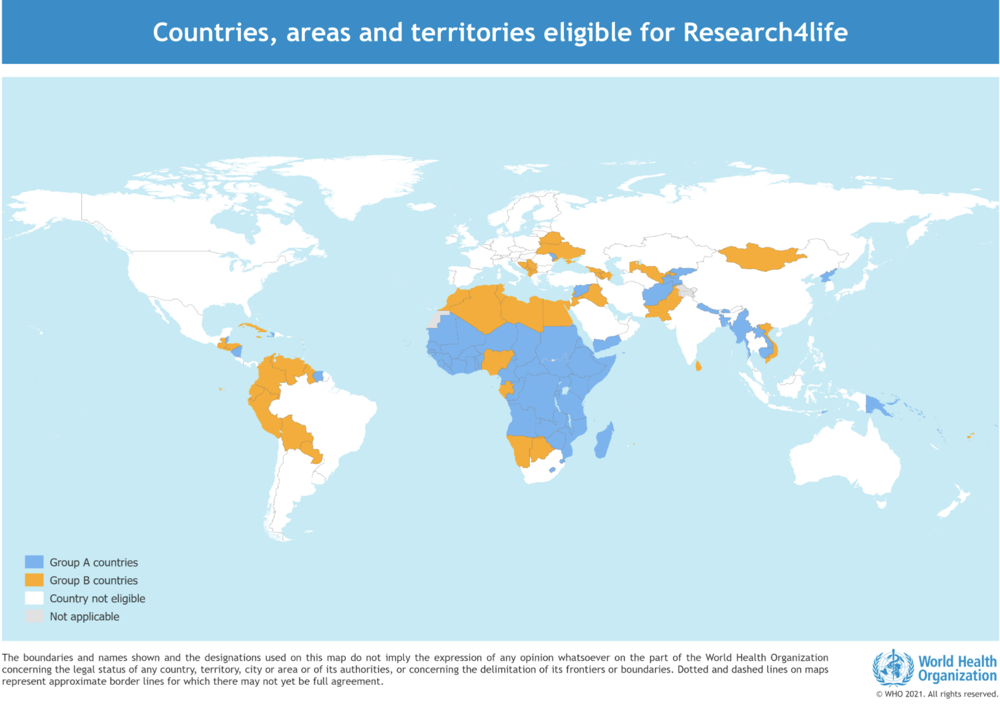 Countries, areas and territories eligible for Research4life
Group A countries
Group B countries
Country not eligible
Not applicable
The boundaries and names shown and the designations used on this map do not imply the expression of any opinion whatsoever on the part of the World Health Organization
concerning the legal status of any country, territory, city or area or of its authorities, or concerning the delimitation of its frontiers or boundaries. Dotted and dashed lines on maps
represent approximate border lines for which there may not yet be full agreement.
World Health
Organization
© WHO 2021. All rights reserved.